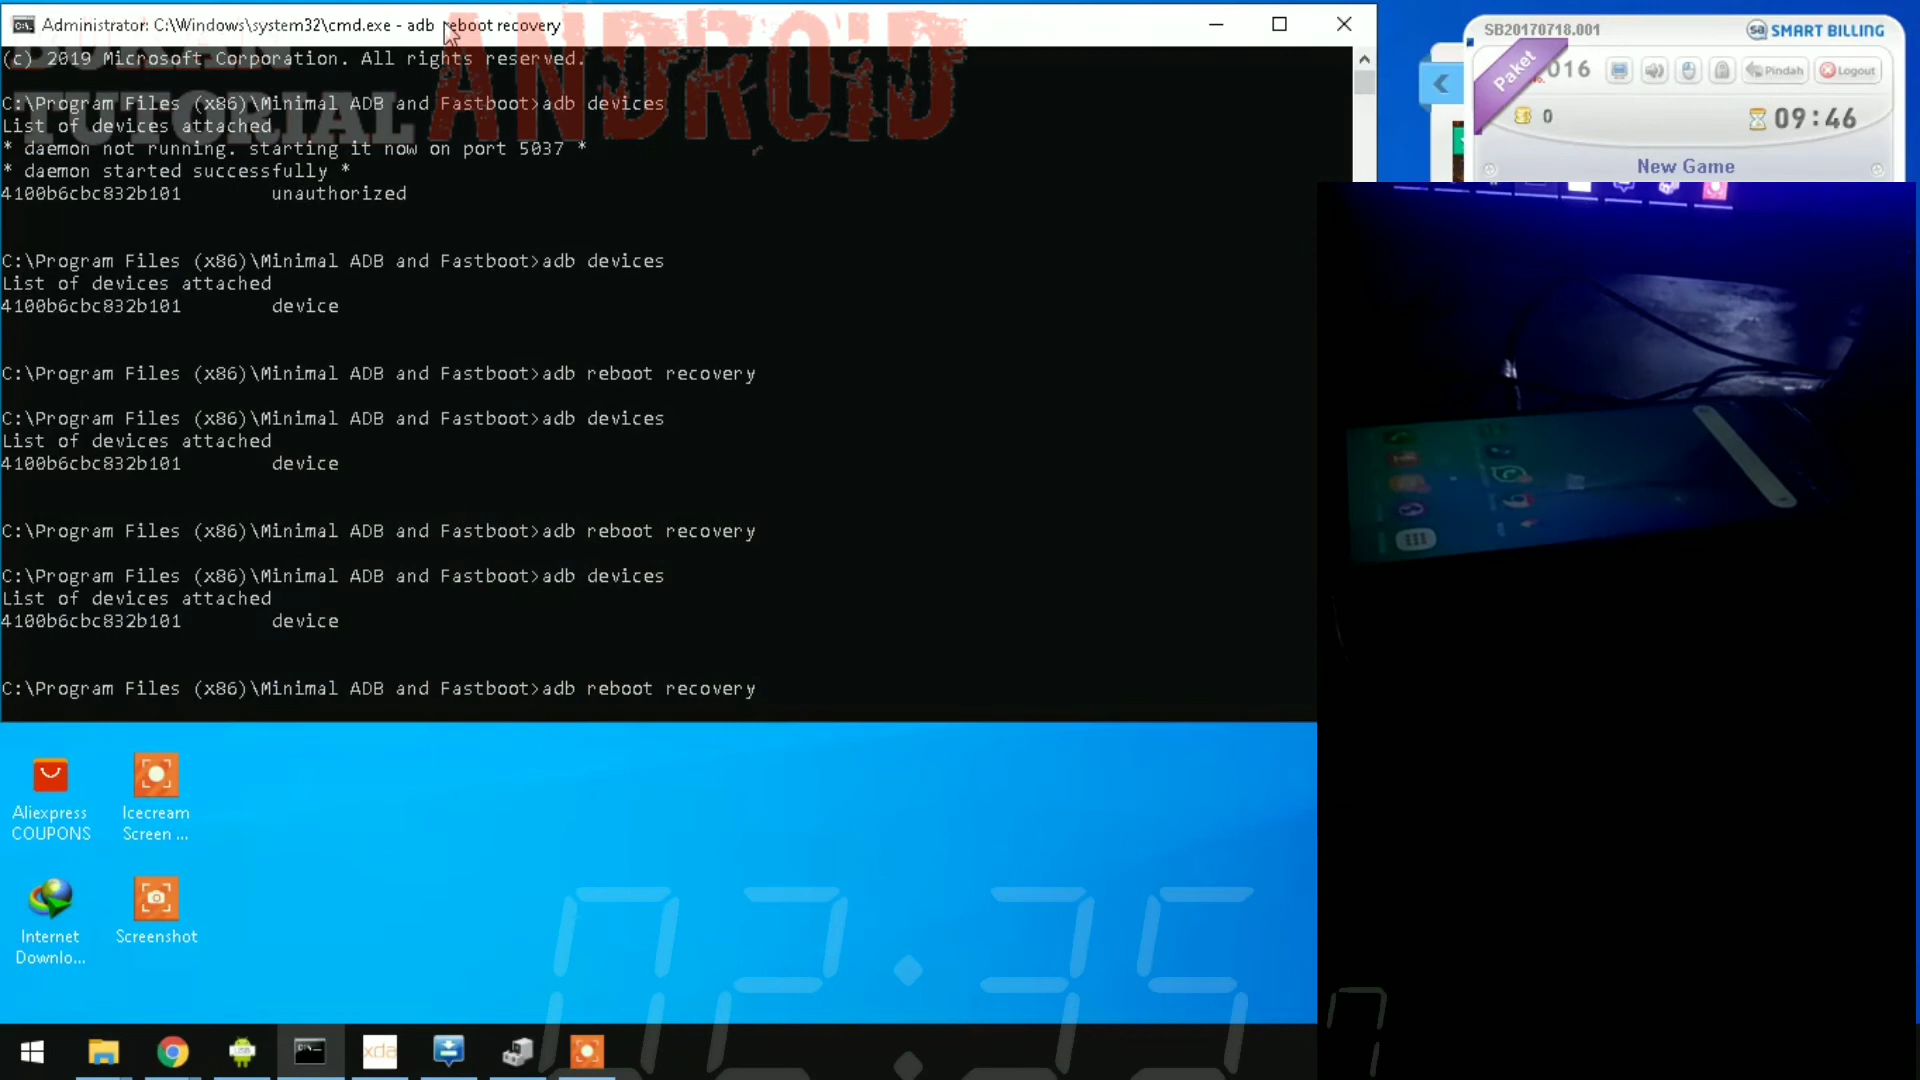 Administrator: C:\Windows\system32\cmd.exe - adb reboot recovery
BUKAN
TUTORIAL
ANDROID
(c) 2019 Microsoft Corporation. All rights reserved.
C:\Program Files (x86)\Minimal ADB and Fastboot>adb devices
List of devices attached
* daemon not running. starting it now on port 5037 *
* daemon started successfully *
4100b6cbc832b101 unauthorized
C:\Program Files (x86)\Minimal ADB and Fastboot>adb devices
List of devices attached
4100b6cbc832b101 device
C:\Program Files (x86)\Minimal ADB and Fastboot>adb reboot recovery
C:\Program Files (x86)\Minimal ADB and Fastboot>adb devices
List of devices attached
4100b6cbc832b101 device
C:\Program Files (x86)\Minimal ADB and Fastboot>adb reboot recovery
C:\Program Files (x86)\Minimal ADB and Fastboot>adb devices
List of devices attached
4100b6cbc832b101 device
C:\Program Files (x86)\Minimal ADB and Fastboot>adb reboot recovery
SB20170718.001
SMART BILLING
Paket
016
Pindah
Logout
0
09:46
New Game
Aliexpress
COUPONS
Icecream
Screen ...
Internet
Downlo...
Screenshot
02:35
xda